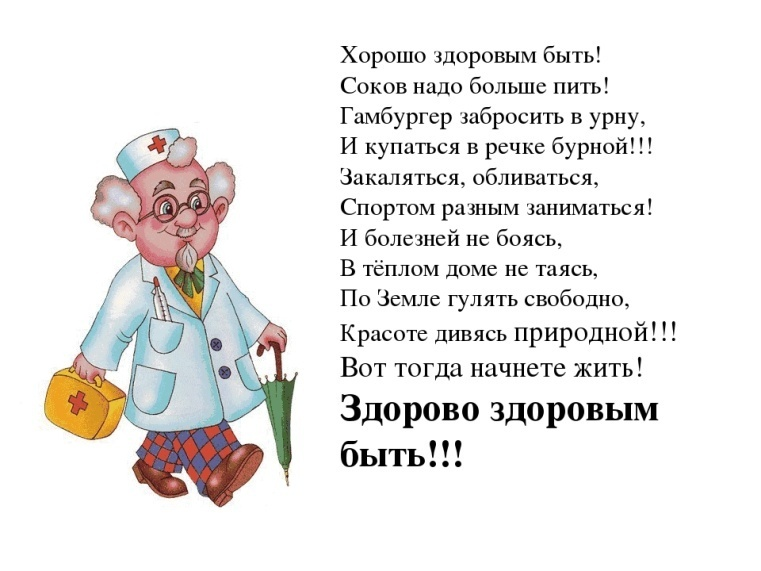 Хорошо здоровым быть!
Соков надо больше пить!
Гамбургер забросить в урну,
И купаться в речке бурной!!!
Закаляться, обливаться,
Спортом разным заниматься!
И болезней не боясь,
В тёплом доме не таясь,
По Земле гулять свободно,
Красоте дивясь природной!!!
Вот тогда начнете жить!
Здорово здоровым
быть!!!